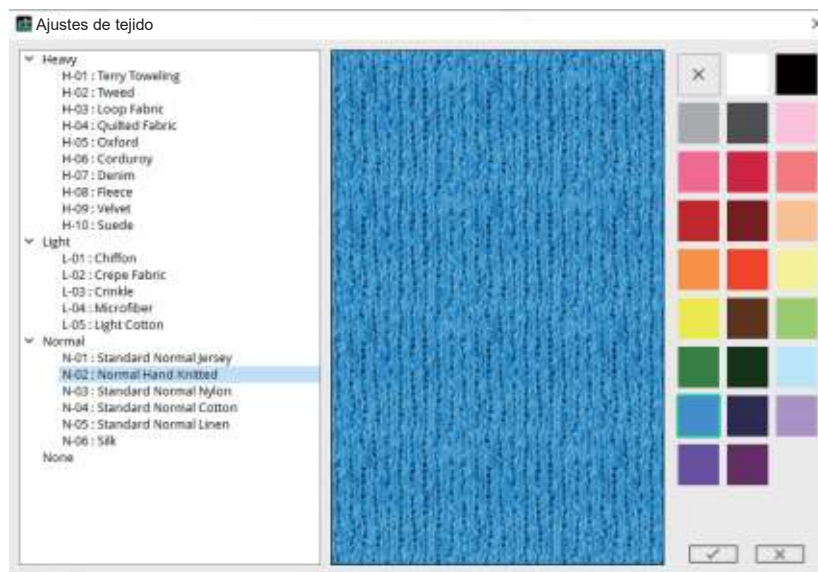 Ajustes de tejido
Heavy
H-01 : Terry Toweling
H-02 : Tweed
H-03 : Loop Fabric
H-04 : Quilted Fabric
H-05 : Oxford
H-06 : Corduroy
H-07 : Denim
H-08 : Fleece
H-09 : Velvet
H-10 : Suede
Light
L-01 : Chiffon
L-02 : Crepe Fabric
L-03 : Crinkle
L-04 : Microfiber
L-05 : Light Cotton
Normal
N-01 : Standard Normal Jersey
N-02 : Normal Hand Knitted
N-03 : Standard Normal Nylon
N-04 : Standard Normal Cotton
N-05 : Standard Normal Linen
N-06 : Silk
None